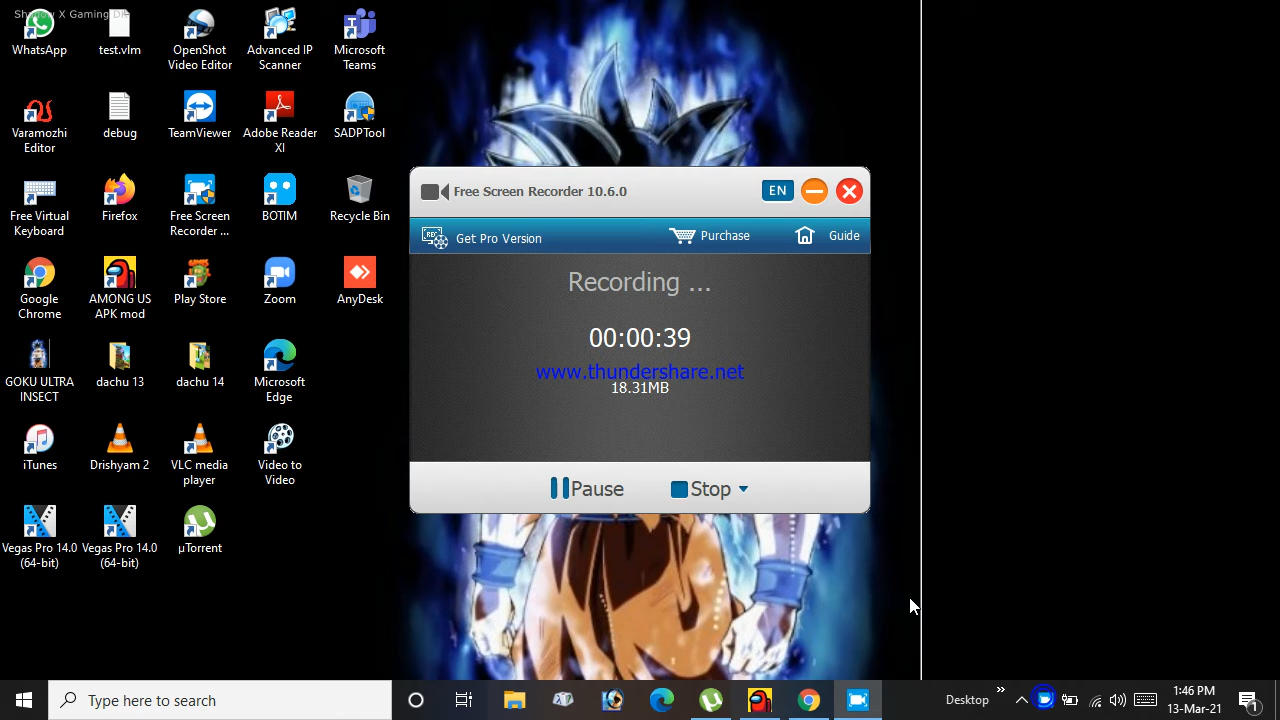 Shadow X Gaming DK
WhatsApp
test.vlm
OpenShot
Video Editor
Advanced IP
Scanner
Microsoft
Teams
Varamozhi
Editor
debug
TeamViewer
Adobe Reader
XI
SADPTool
Free Virtual
Keyboard
Firefox
Free Screen
Recorder ...
BOTIM
Recycle Bin
Google
Chrome
AMONG US
APK mod
Play Store
Zoom
AnyDesk
GOKU ULTRA
INSECT
dachu 13
dachu 14
Microsoft
Edge
iTunes
Drishyam 2
VLC media
player
Video to
Video
Vegas Pro 14.0
(64-bit)
Vegas Pro 14.0
(64-bit)
µTorrent
Free Screen Recorder 10.6.0
EN
REC
Get Pro Version
Purchase
Guide
Recording ...
00:00:39
www.thundershare.net
18.31MB
Pause
Stop
Type here to search
Desktop
1:46 PM
13-Mar-21
1